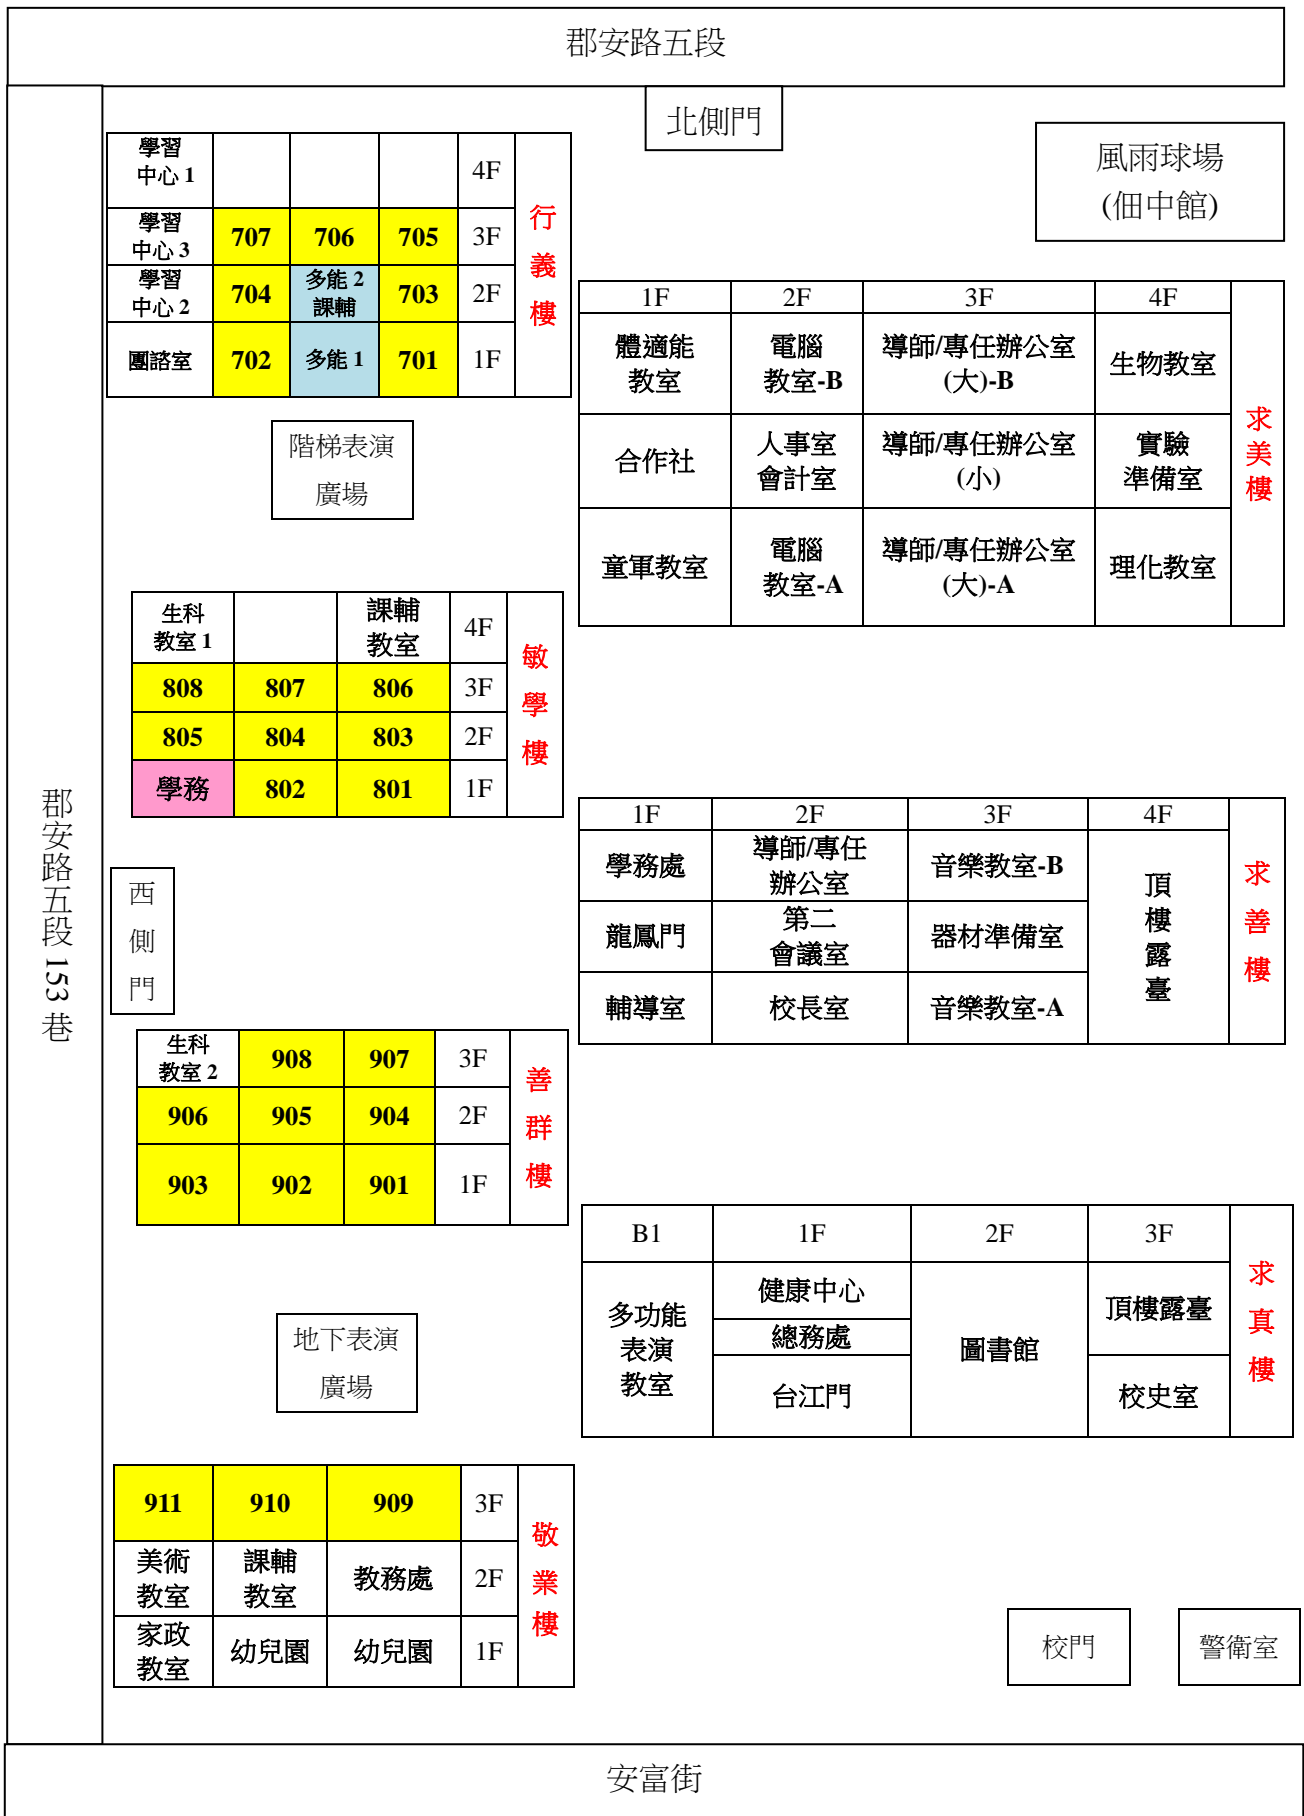 郡安路五段
北側門
風雨球場
(佃中館)
郡安路五段 153 巷
學習
中心 1
4F
學習
中心 3
707
706
705
3F
學習
中心 2
704
多能 2
課輔
703
2F
團諮室
702
多能 1
701
1F
行
義
樓
階梯表演
廣場
1F
2F
3F
4F
體適能
教室
電腦
教室-B
導師/專任辦公室
(大)-B
生物教室
合作社
人事室
會計室
導師/專任辦公室
(小)
實驗
準備室
童軍教室
電腦
教室-A
導師/專任辦公室
(大)-A
理化教室
求
美
樓
生科
教室 1
課輔
教室
4F
808
807
806
3F
805
804
803
2F
學務
802
801
1F
敏
學
樓
西
側
門
1F
2F
3F
4F
學務處
導師/專任
辦公室
音樂教室-B
龍鳳門
第二
會議室
器材準備室
輔導室
校長室
音樂教室-A
頂
樓
露
臺
求
善
樓
生科
教室 2
908
907
3F
906
905
904
2F
903
902
901
1F
善
群
樓
地下表演
廣場
B1
1F
2F
3F
多功能
表演
教室
健康中心
總務處
台江門
圖書館
頂樓露臺
校史室
求
真
樓
911
910
909
3F
美術
教室
課輔
教室
教務處
2F
家政
教室
幼兒園
幼兒園
1F
敬
業
樓
校門
警衛室
安富街